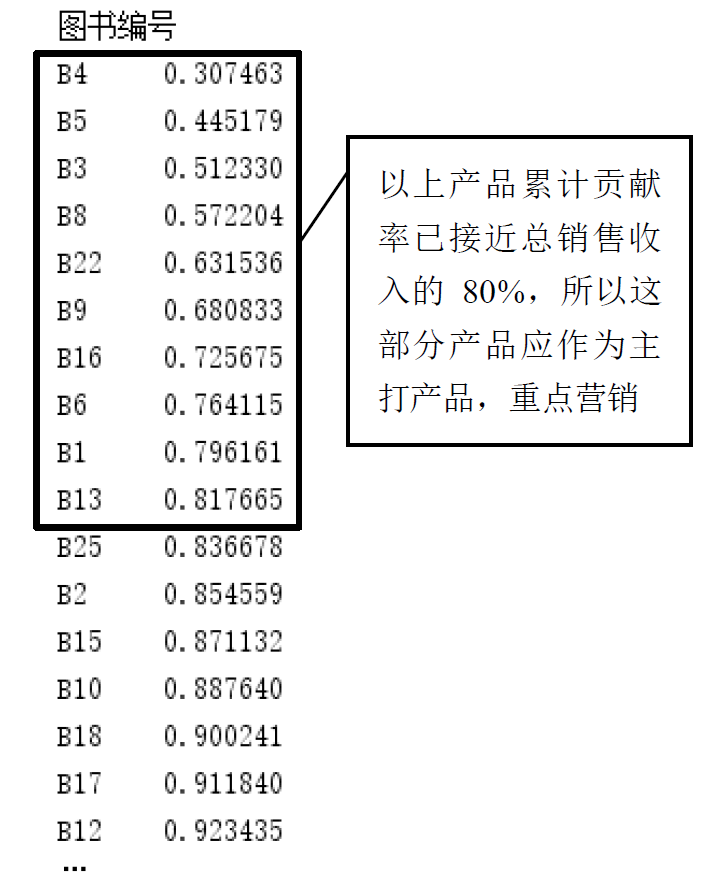 图书编号
B4 0.307463
B5 0.445179
B3 0.512330
B8 0.572204
B22 0.631536
B9 0.680833
B16 0.725675
B6 0.764115
B1 0.796161
B13 0.817665
B25 0.836678
B2 0.854559
B15 0.871132
B10 0.887640
B18 0.900241
B17 0.911840
B12 0.923435
...
以上产品累计贡献
率已接近总销售收
入的 80%，所以这
部分产品应作为主
打产品，重点营销